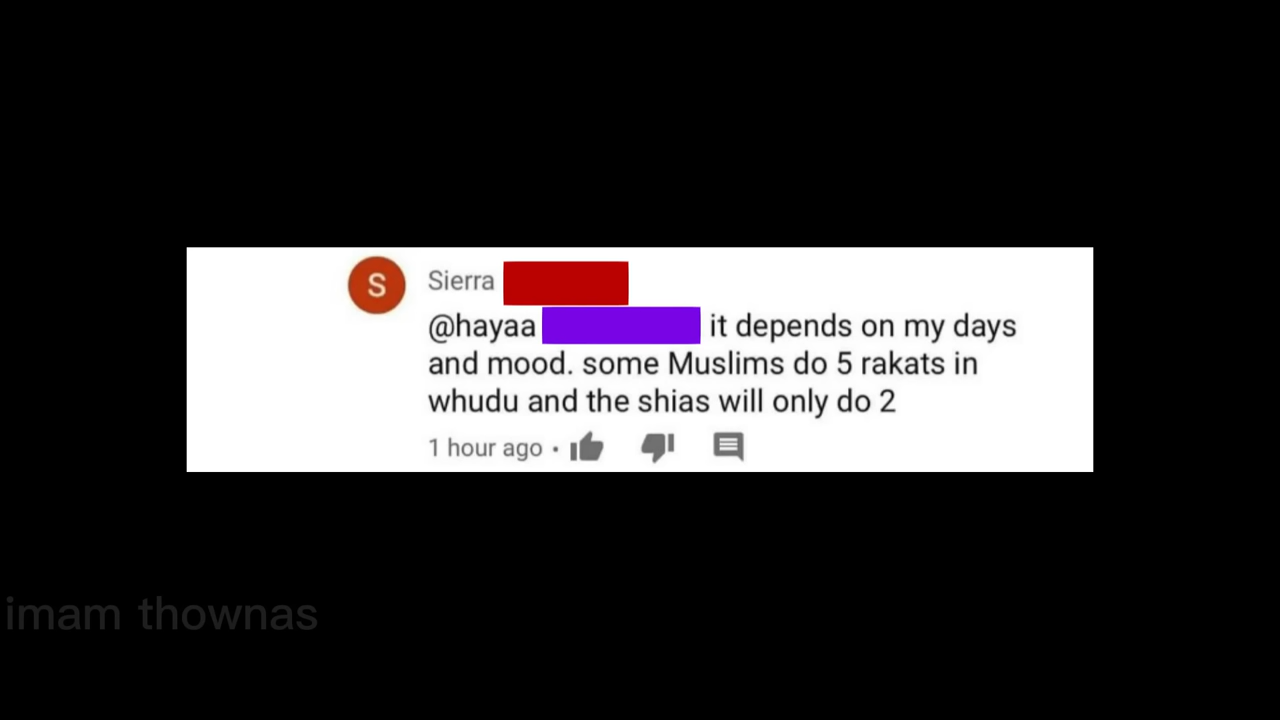 S
Sierra
@hayaa it depends on my days
and mood. some Muslims do 5 rakats in
whudu and the shias will only do 2
1 hour ago •
imam thownas